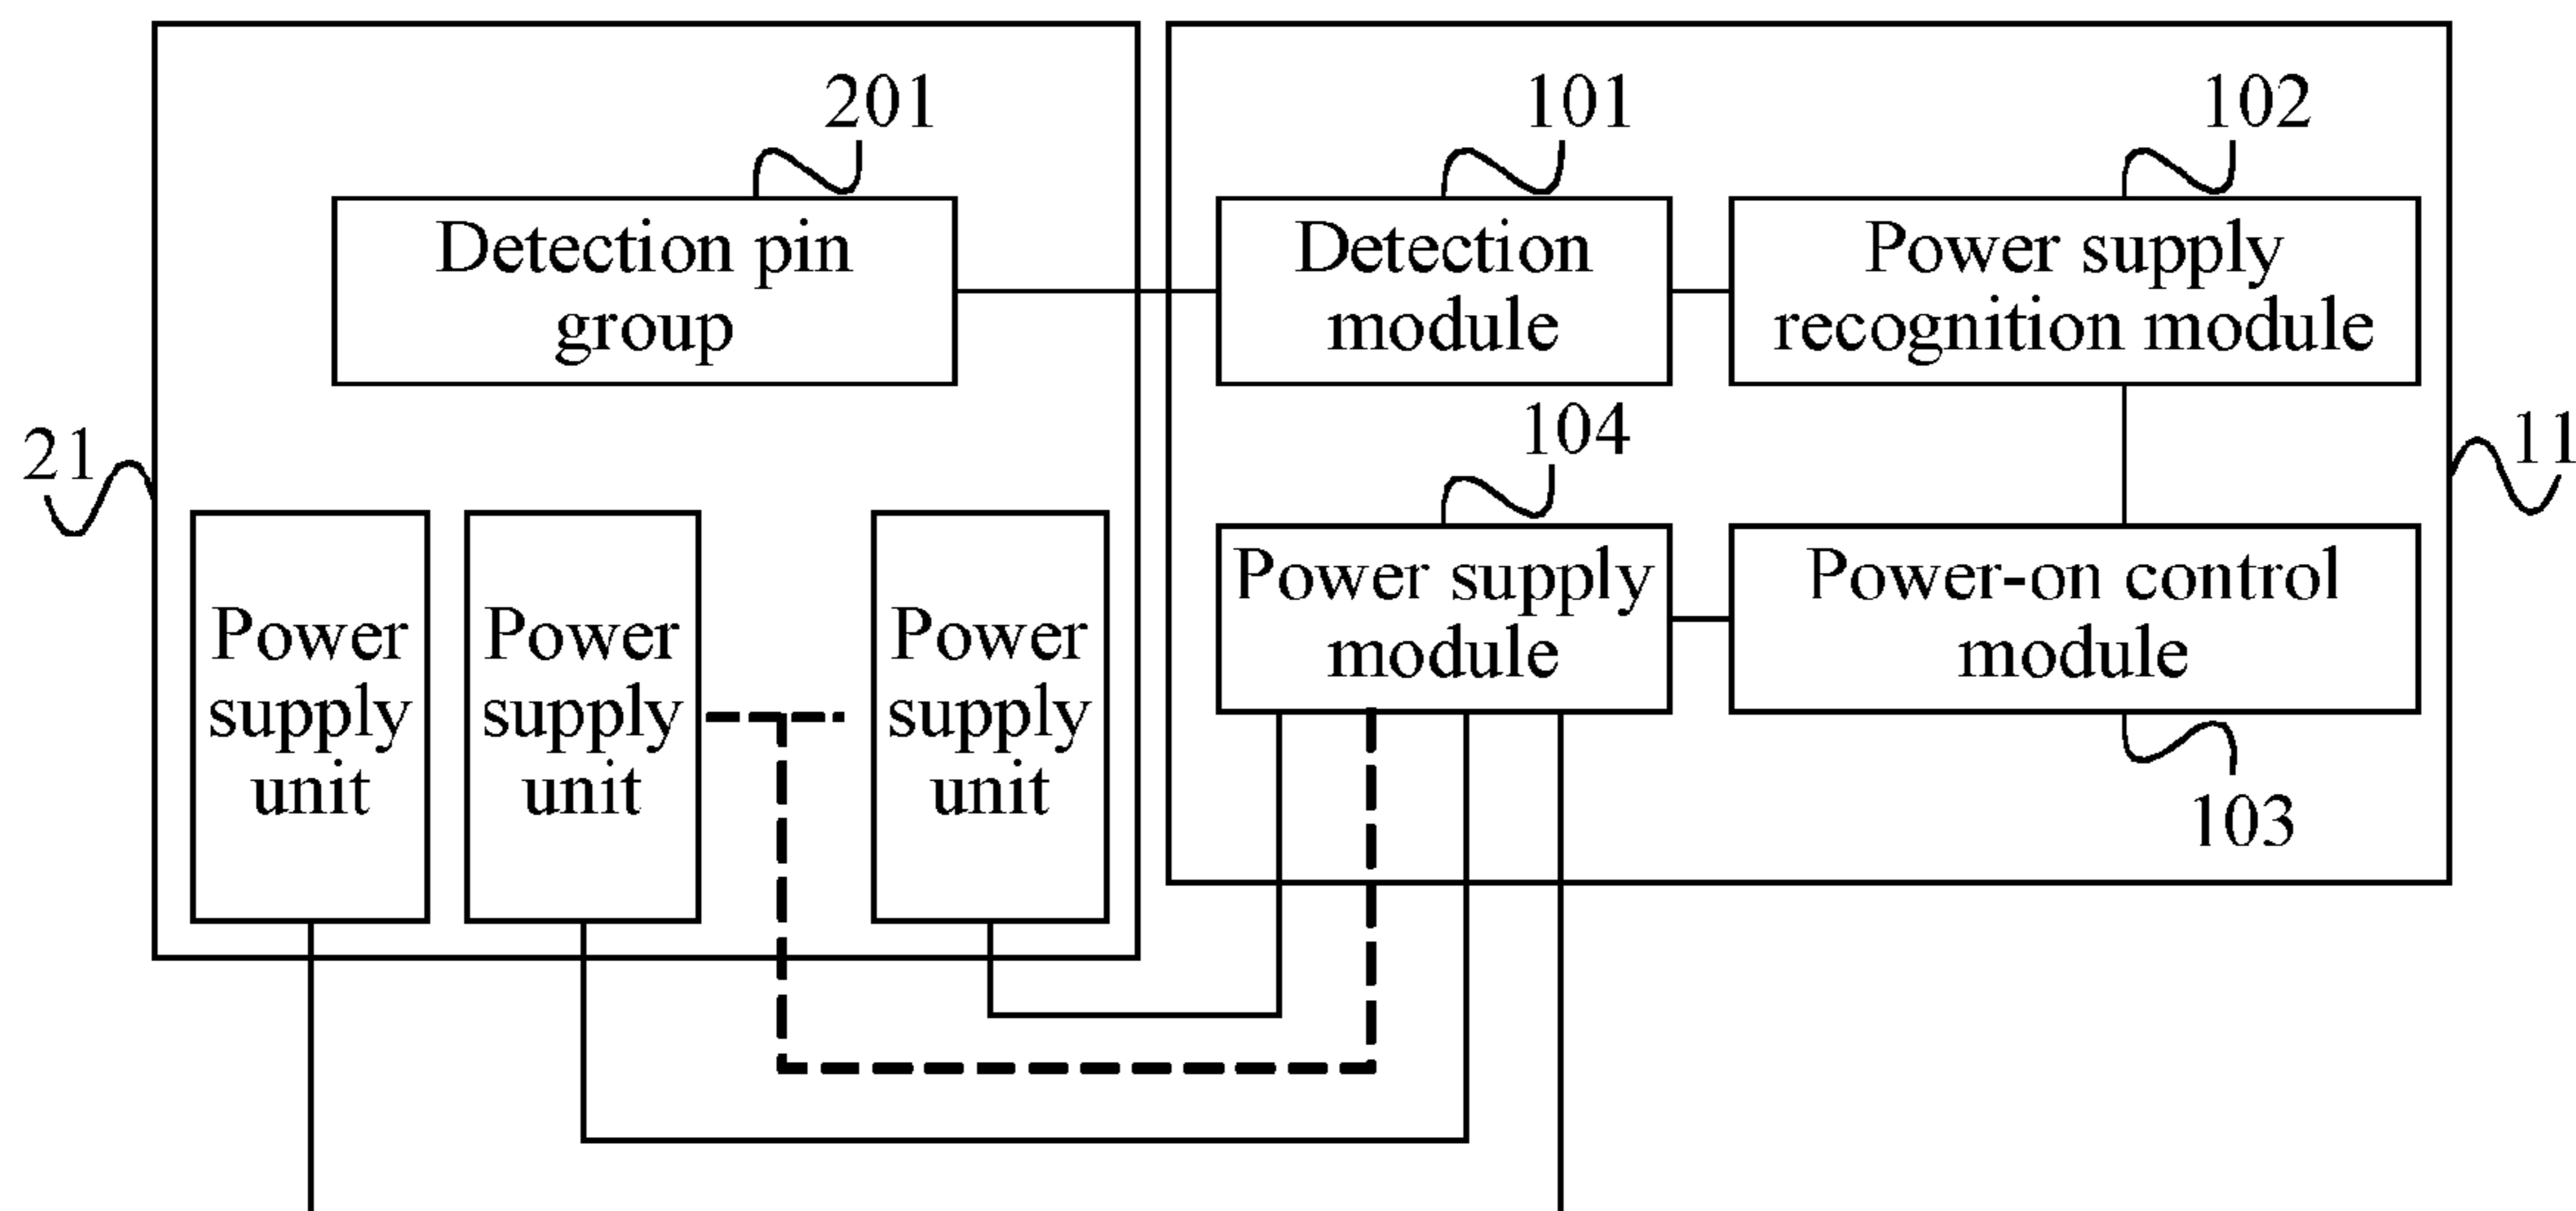 201
101
102
Detection pin
group
Detection
module
Power supply
recognition module
21
104
11
Power supply
module
Power-on control
module
Power
supply
unit
Power
supply
unit
Power
supply
unit
103